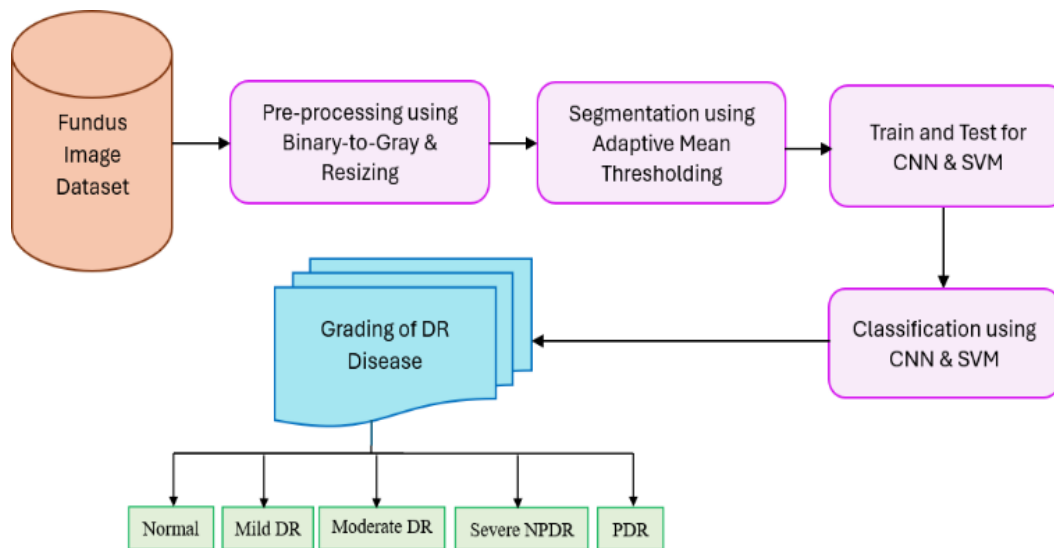 Fundus
Image
Dataset
Pre-processing using
Binary-to-Gray &
Resizing
Segmentation using
Adaptive Mean
Thresholding
Train and Test for
CNN & SVM
Classification using
CNN & SVM
Grading of DR
Disease
Normal
Mild DR
Moderate DR
Severe NPDR
PDR